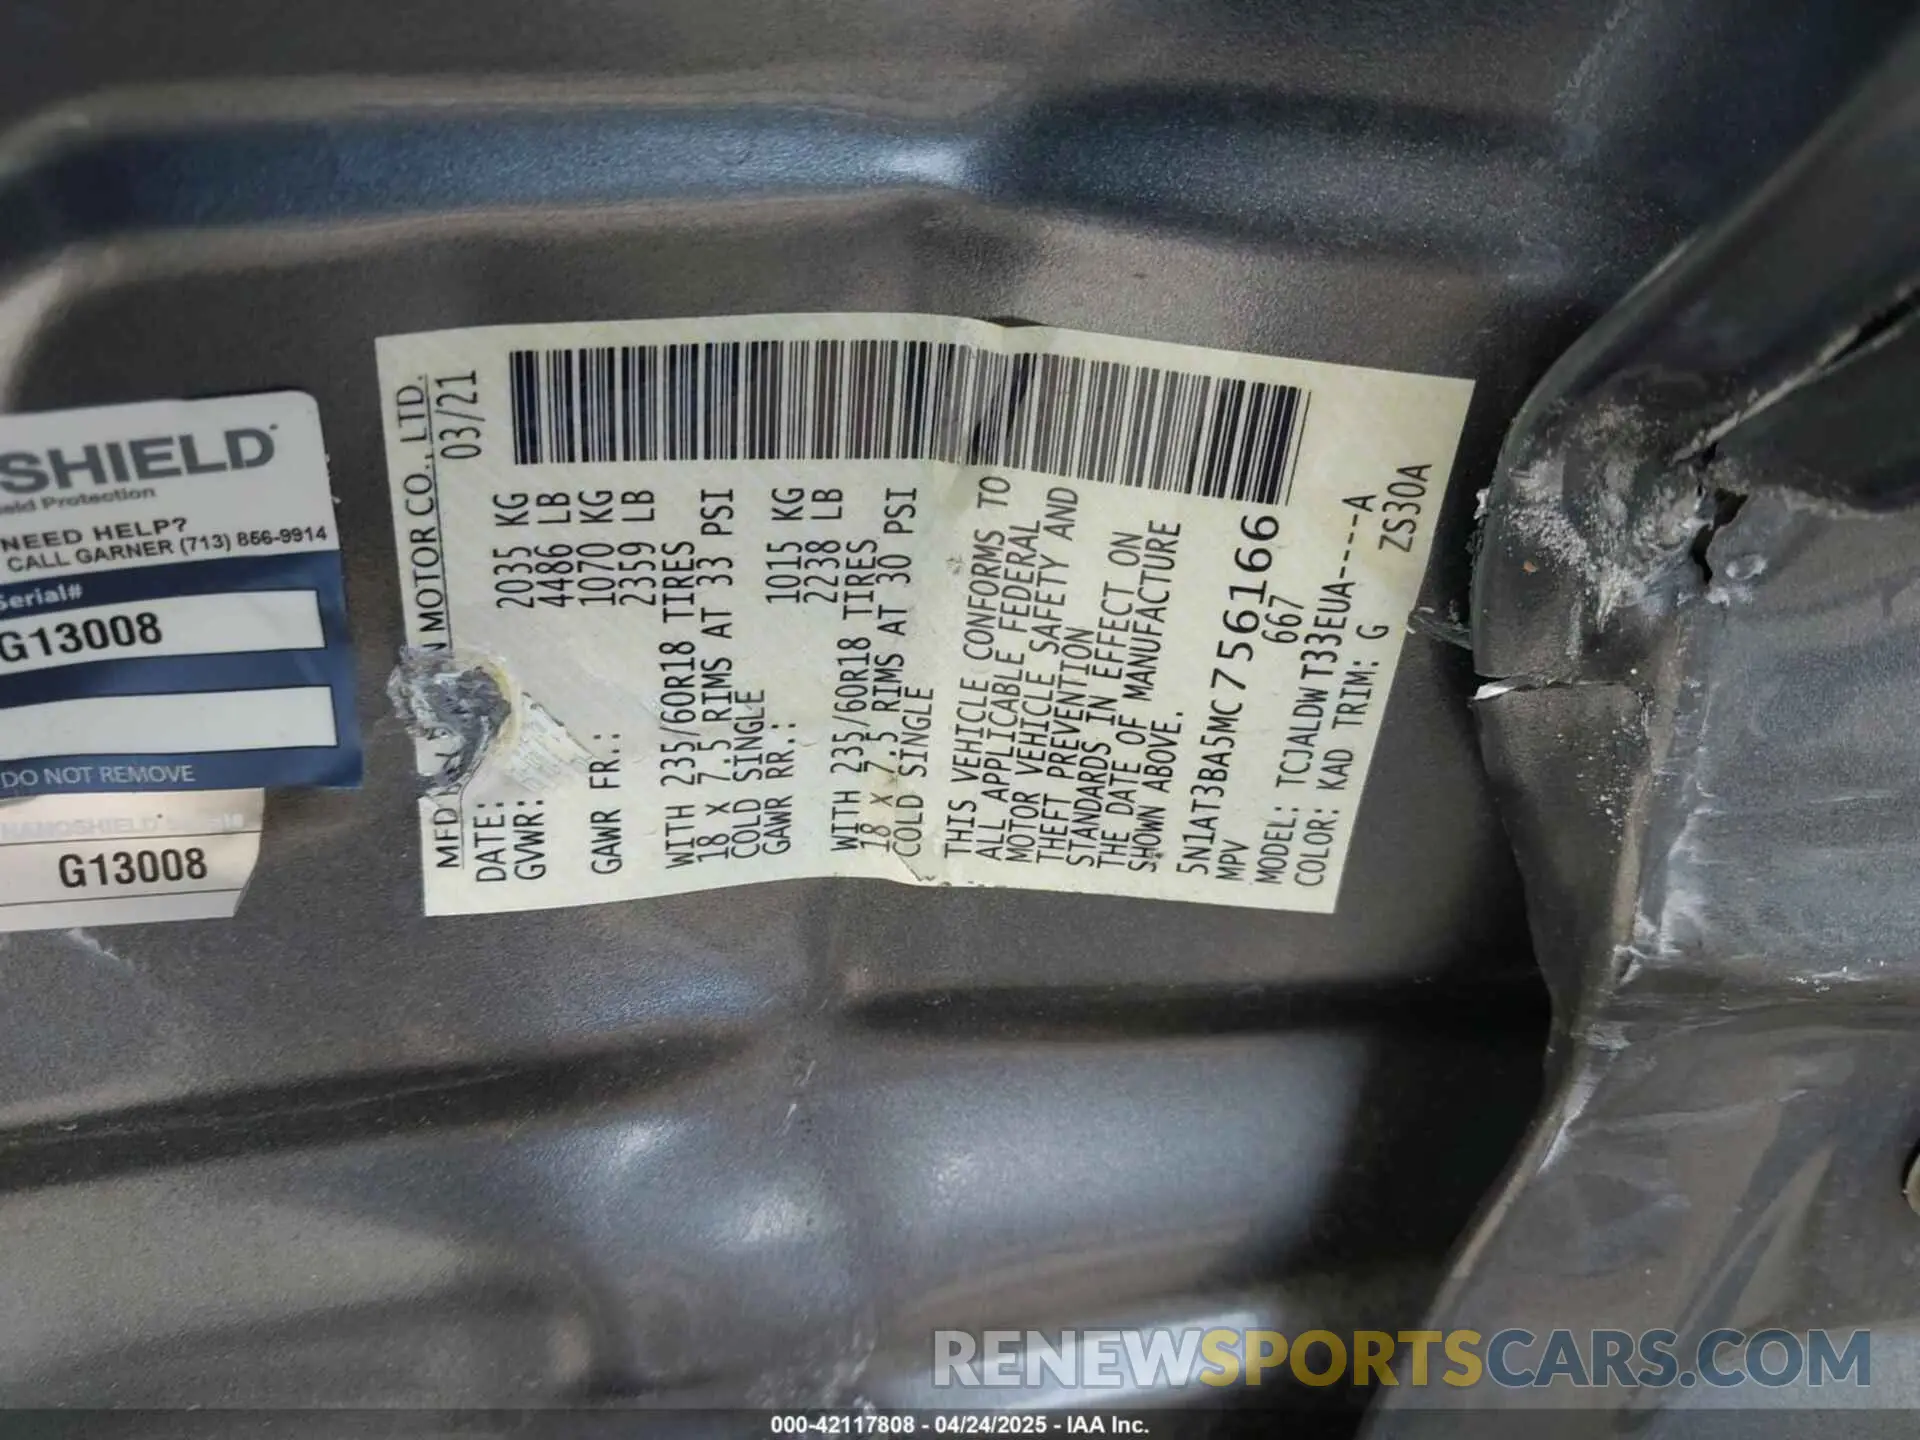 SHIELD
Protection
NEED HELP?
CALL GARNER (713) 856-9914
Serial#
G13008
DO NOT REMOVE
NANOSHIELD
G13008
MFD MOTOR CO., LTD.
DATE: 03/21
GVWR: 2035 KG
4486 LB
GAWR FR.: 1070 KG
2359 LB
WITH 235/60R18 TIRES
18 X 7.5 RIMS AT 33 PSI
COLD SINGLE
GAWR RR.: 1015 KG
2238 LB
WITH 235/60R18 TIRES
18 X 7.5 RIMS AT 30 PSI
COLD SINGLE
THIS VEHICLE CONFORMS TO
ALL APPLICABLE FEDERAL
MOTOR VEHICLE SAFETY AND
THEFT PREVENTION
STANDARDS IN EFFECT ON
THE DATE OF MANUFACTURE
SHOWN ABOVE.
5N1AT3BA5MC756166
MPV 667
MODEL: TCJALDWT33EUA----A
COLOR: KAD TRIM: G ZS30A
RENEWSPORTSCARS.COM
000-42117808 - 04/24/2025 - IAA Inc.